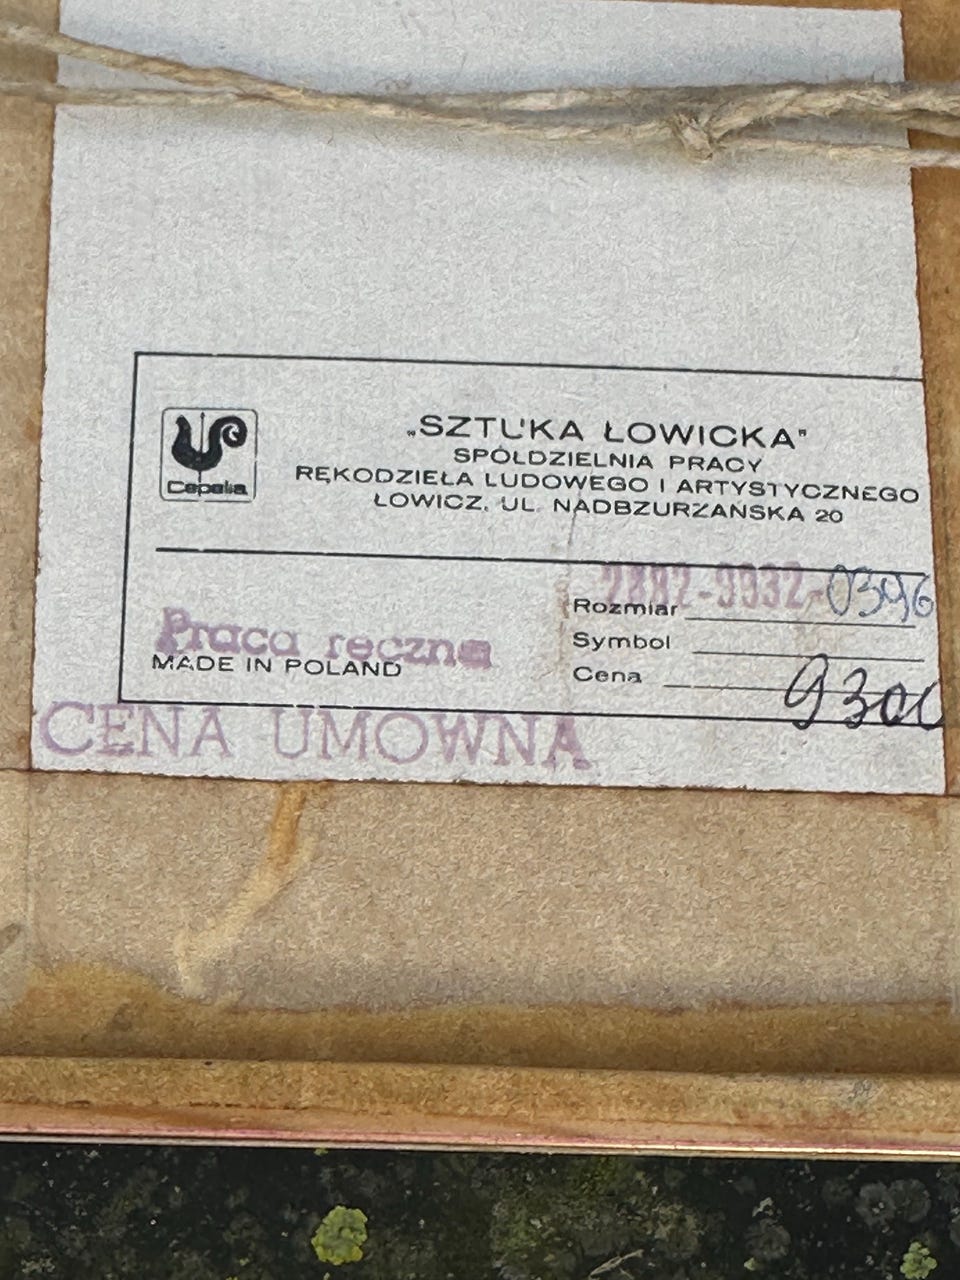 Cepelia
„SZTUKA ŁOWICKA"
SPÓŁDZIELNIA PRACY
RĘKODZIEŁA LUDOWEGO I ARTYSTYCZNEGO
ŁOWICZ, UL. NADBZURZAŃSKA 20
2882-9932-0396
Rozmiar
Praca ręczna
Symbol
MADE IN POLAND
Cena 9300
CENA UMOWNA